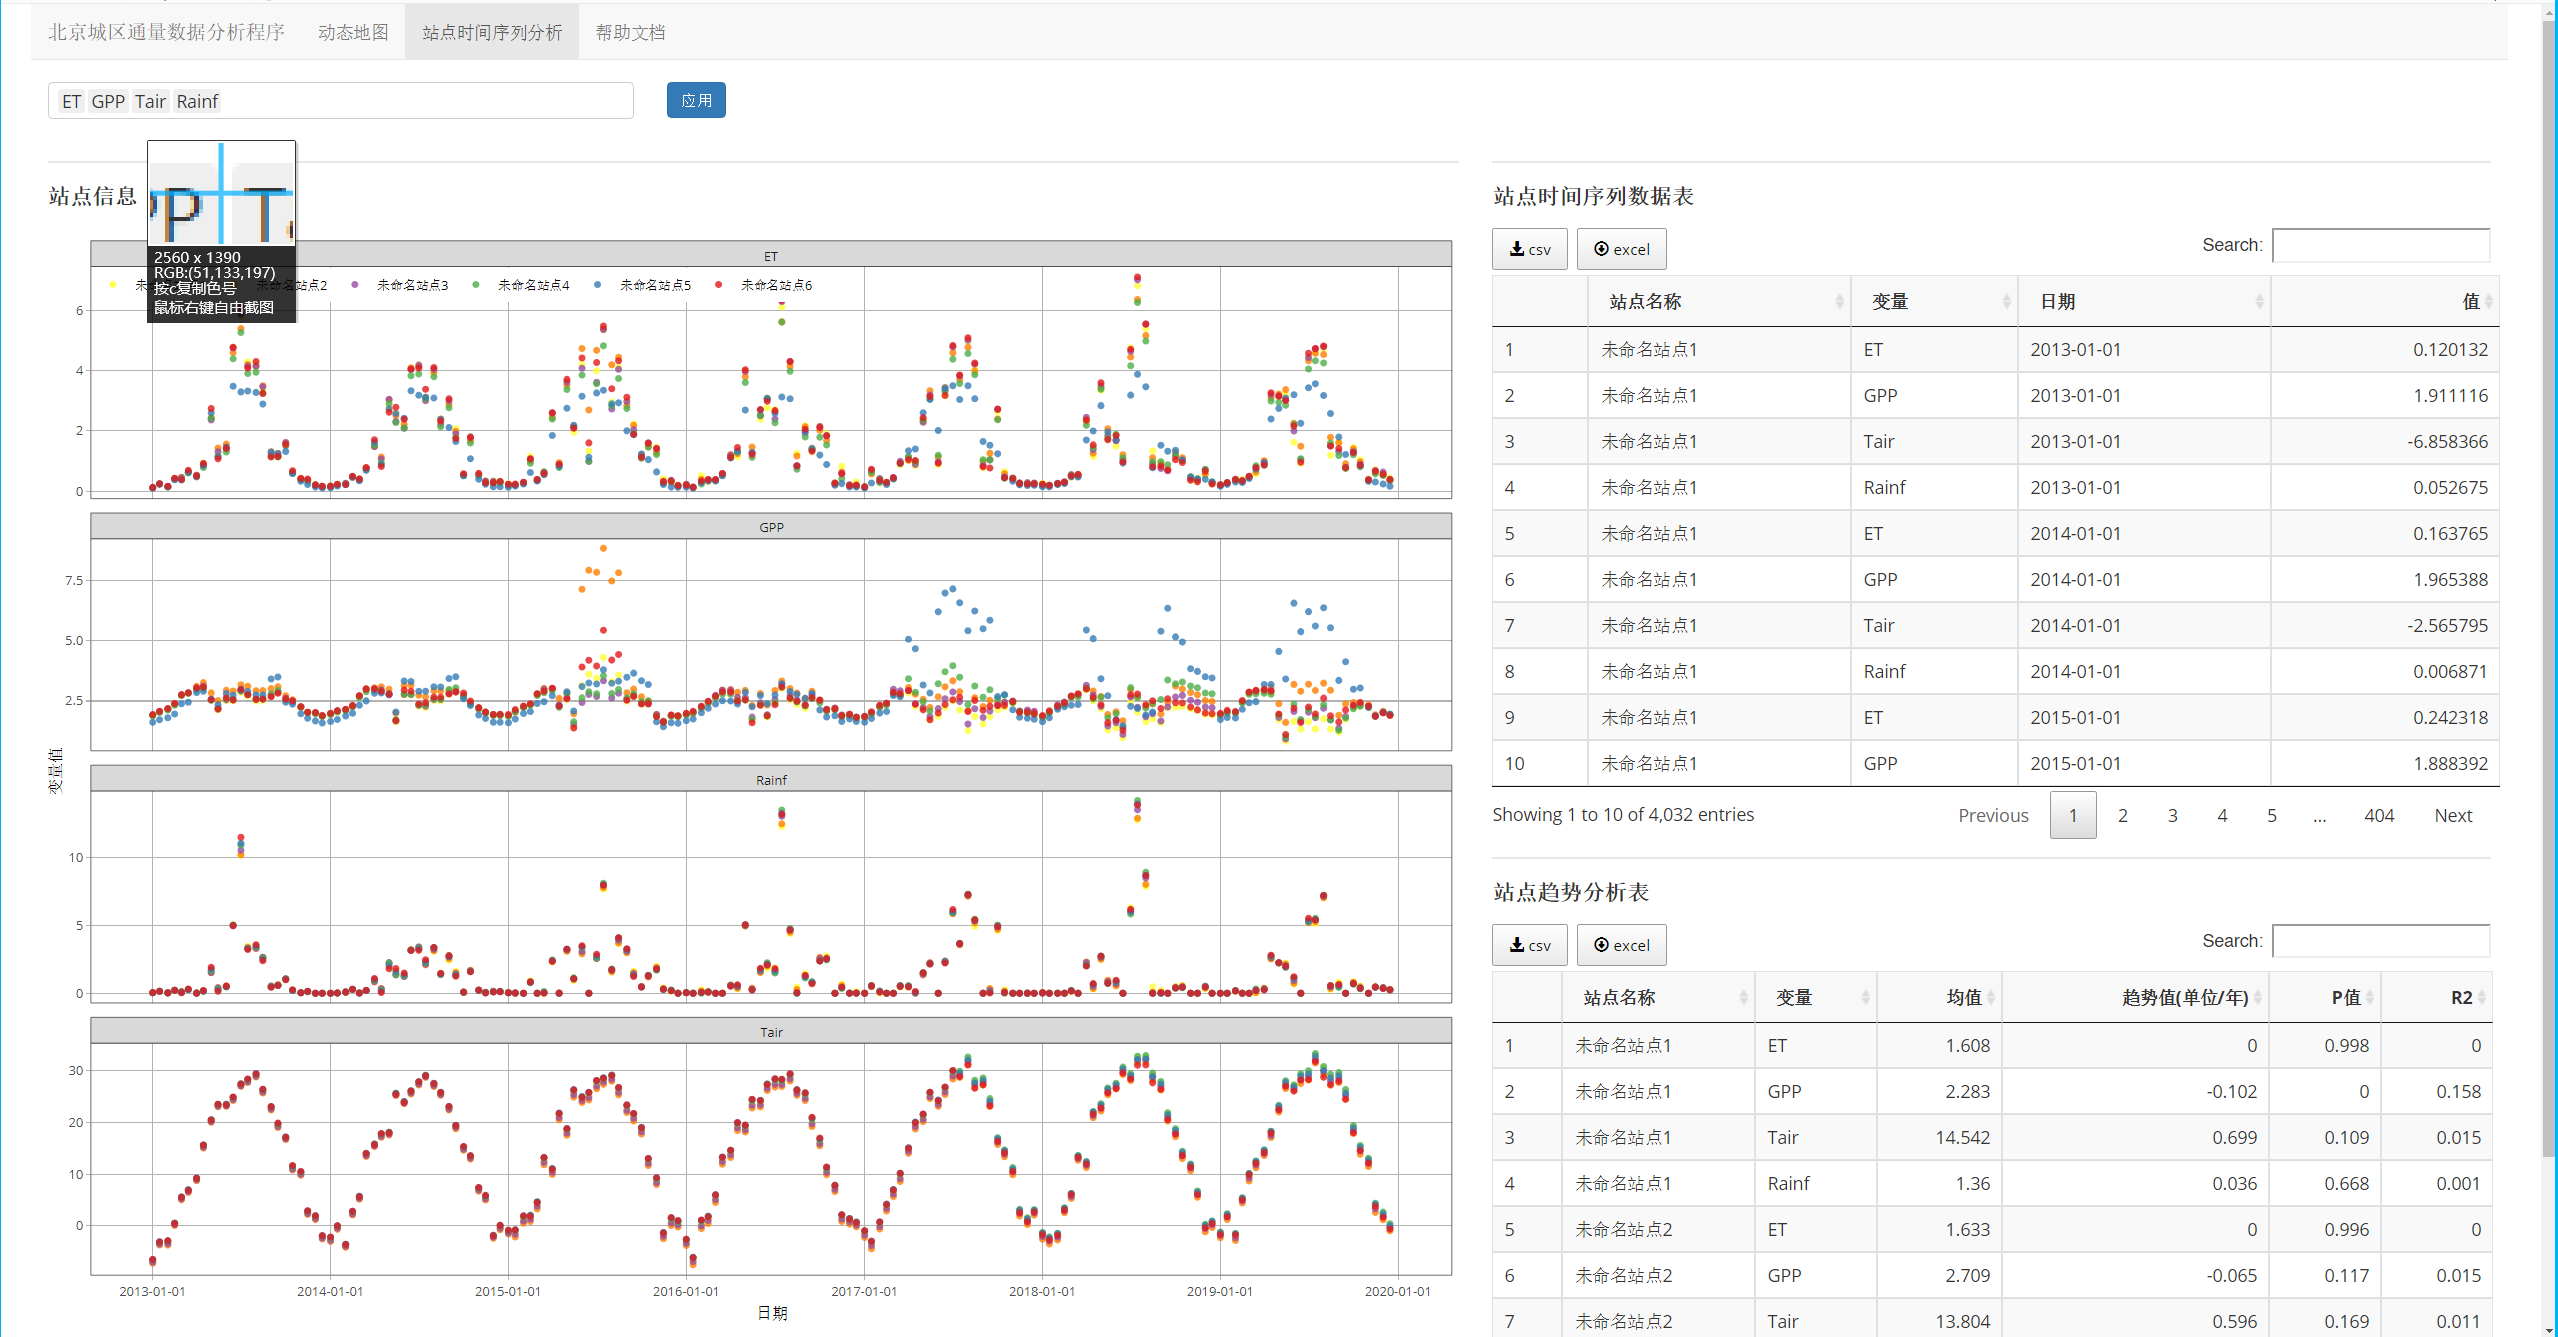 北京城区通量数据分析程序 动态地图 站点时间序列分析 帮助文档
ET GPP Tair Rainf
应用
站点信息
P T
2560 x 1390
RGB:(51,133,197)
按c复制色号
鼠标右键自由截图
ET
未命名站点3 未命名站点4 未命名站点5 未命名站点6
6
4
2
0
GPP
7.5
5.0
2.5
Rainf
10
5
0
Tair
30
20
10
0
变量值
2013-01-01 2014-01-01 2015-01-01 2016-01-01 2017-01-01 2018-01-01 2019-01-01 2020-01-01
日期
站点时间序列数据表
csv excel Search:
站点名称 变量 日期 值
1 未命名站点1 ET 2013-01-01 0.120132
2 未命名站点1 GPP 2013-01-01 1.911116
3 未命名站点1 Tair 2013-01-01 -6.858366
4 未命名站点1 Rainf 2013-01-01 0.052675
5 未命名站点1 ET 2014-01-01 0.163765
6 未命名站点1 GPP 2014-01-01 1.965388
7 未命名站点1 Tair 2014-01-01 -2.565795
8 未命名站点1 Rainf 2014-01-01 0.006871
9 未命名站点1 ET 2015-01-01 0.242318
10 未命名站点1 GPP 2015-01-01 1.888392
Showing 1 to 10 of 4,032 entries Previous 1 2 3 4 5 ... 404 Next
站点趋势分析表
csv excel Search:
站点名称 变量 均值 趋势值(单位/年) P值 R2
1 未命名站点1 ET 1.608 0 0.998 0
2 未命名站点1 GPP 2.283 -0.102 0 0.158
3 未命名站点1 Tair 14.542 0.699 0.109 0.015
4 未命名站点1 Rainf 1.36 0.036 0.668 0.001
5 未命名站点2 ET 1.633 0 0.996 0
6 未命名站点2 GPP 2.709 -0.065 0.117 0.015
7 未命名站点2 Tair 13.804 0.596 0.169 0.011